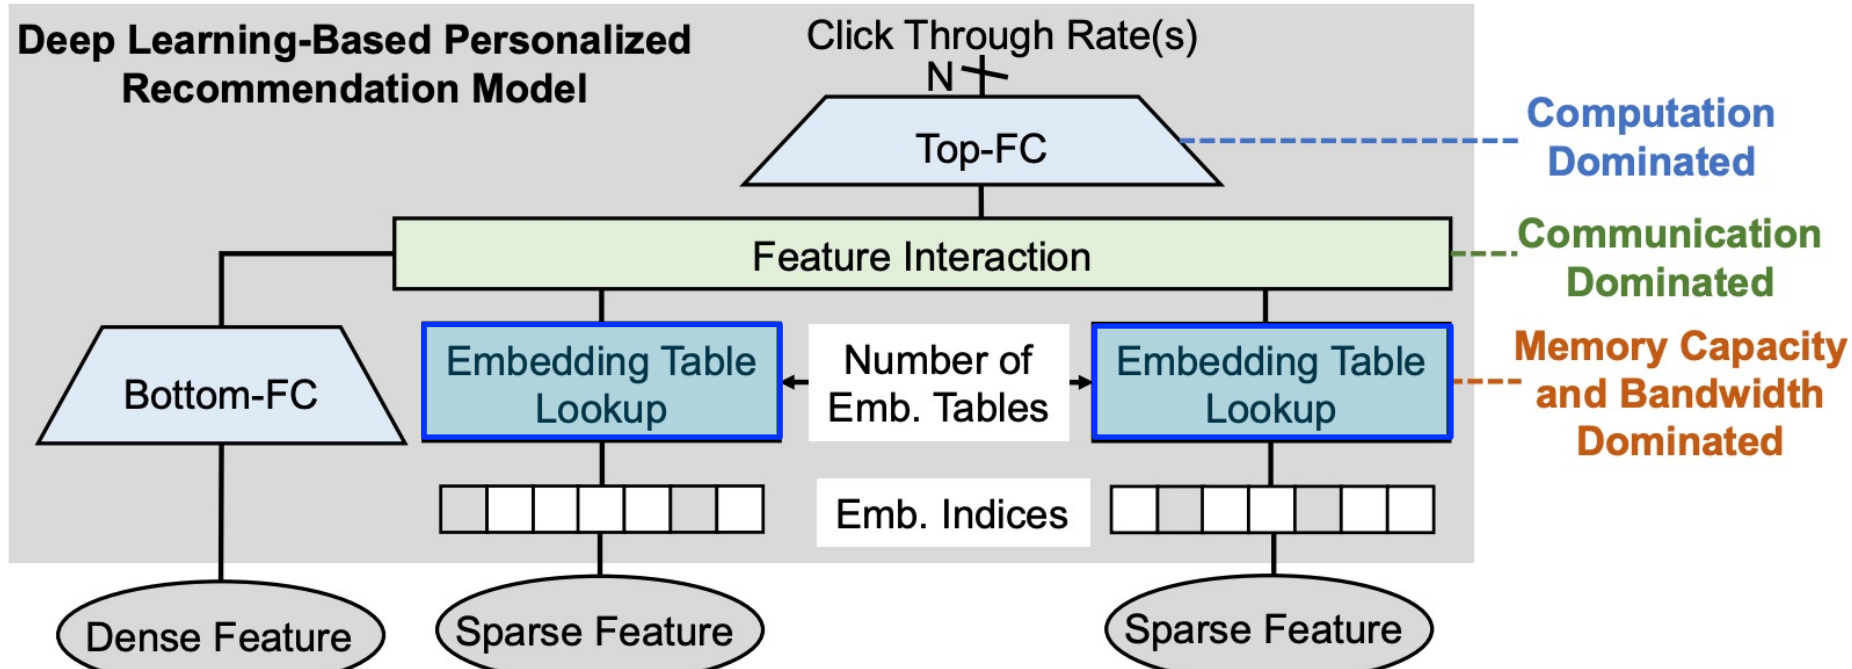 Deep Learning-Based Personalized
Recommendation Model
Click Through Rate(s)
N
Top-FC
Computation
Dominated
Feature Interaction
Communication
Dominated
Bottom-FC
Embedding Table
Lookup
Number of
Emb. Tables
Embedding Table
Lookup
Memory Capacity
and Bandwidth
Dominated
Emb. Indices
Dense Feature
Sparse Feature
Sparse Feature